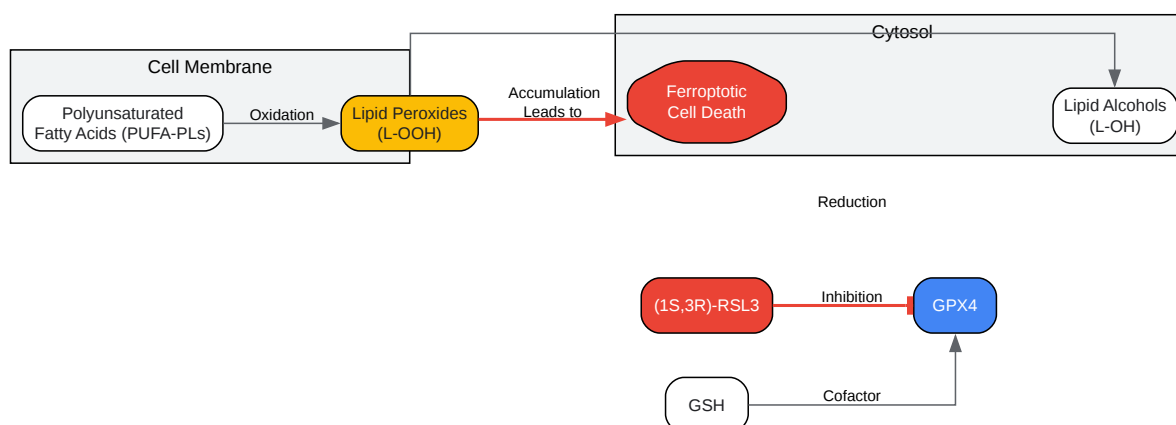 Cytosol
Cell Membrane
Polyunsaturated
Fatty Acids (PUFA-PLs)
Oxidation
Lipid Peroxides
(L-OOH)
Accumulation
Leads to
Ferroptotic
Cell Death
Lipid Alcohols
(L-OH)
Reduction
(1S,3R)-RSL3
Inhibition
GPX4
GSH
Cofactor